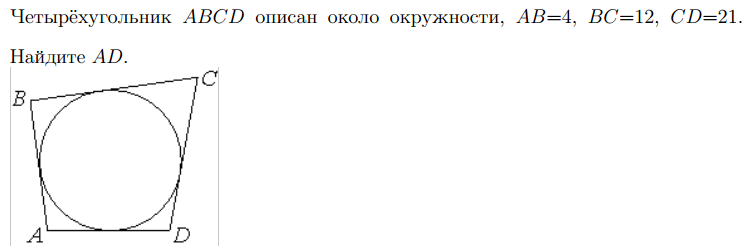 Четырёхугольник ABCD описан около окружности, AB=4, BC=12, CD=21.
Найдите AD.
B
C
A
D